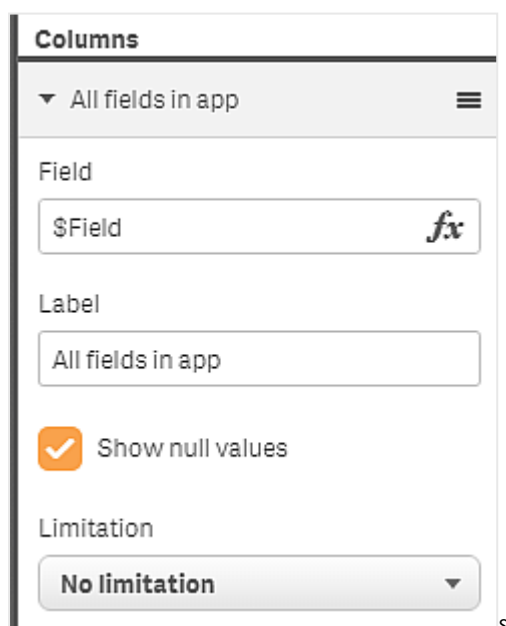 Columns
All fields in app
Field
$Field fx
Label
All fields in app
Show null values
Limitation
No limitation
s